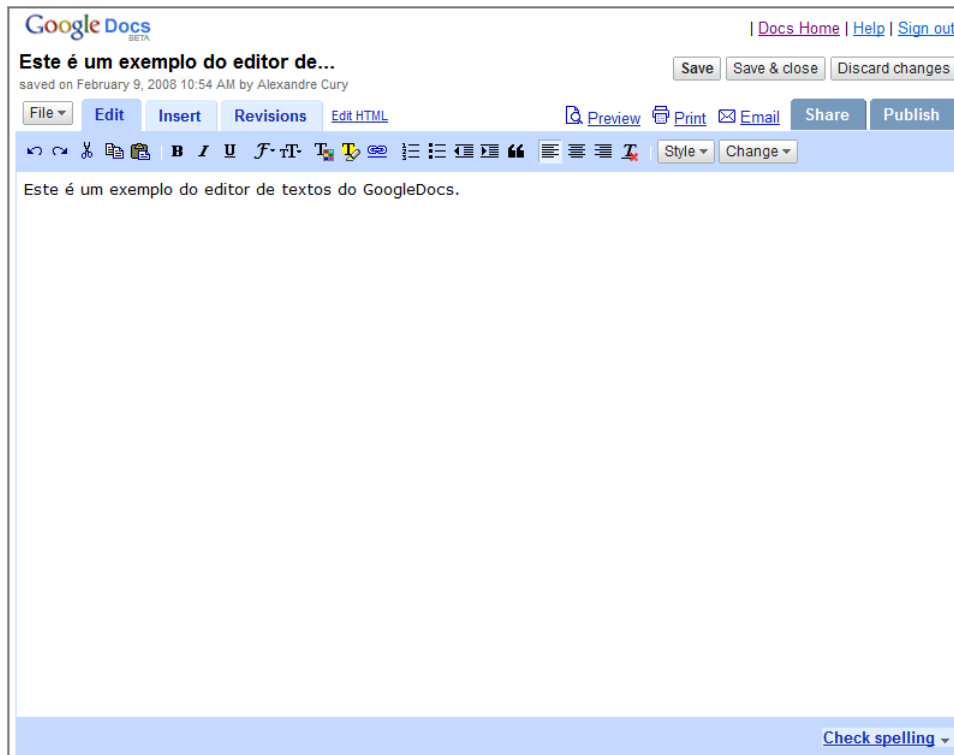 Google Docs
BETA
| Docs Home | Help | Sign out
Este é um exemplo do editor de...
saved on February 9, 2008 10:54 AM by Alexandre Cury
Save Save & close Discard changes
File Edit Insert Revisions Edit HTML Preview Print Email Share Publish
B I U Style Change
Este é um exemplo do editor de textos do GoogleDocs.
Check spelling